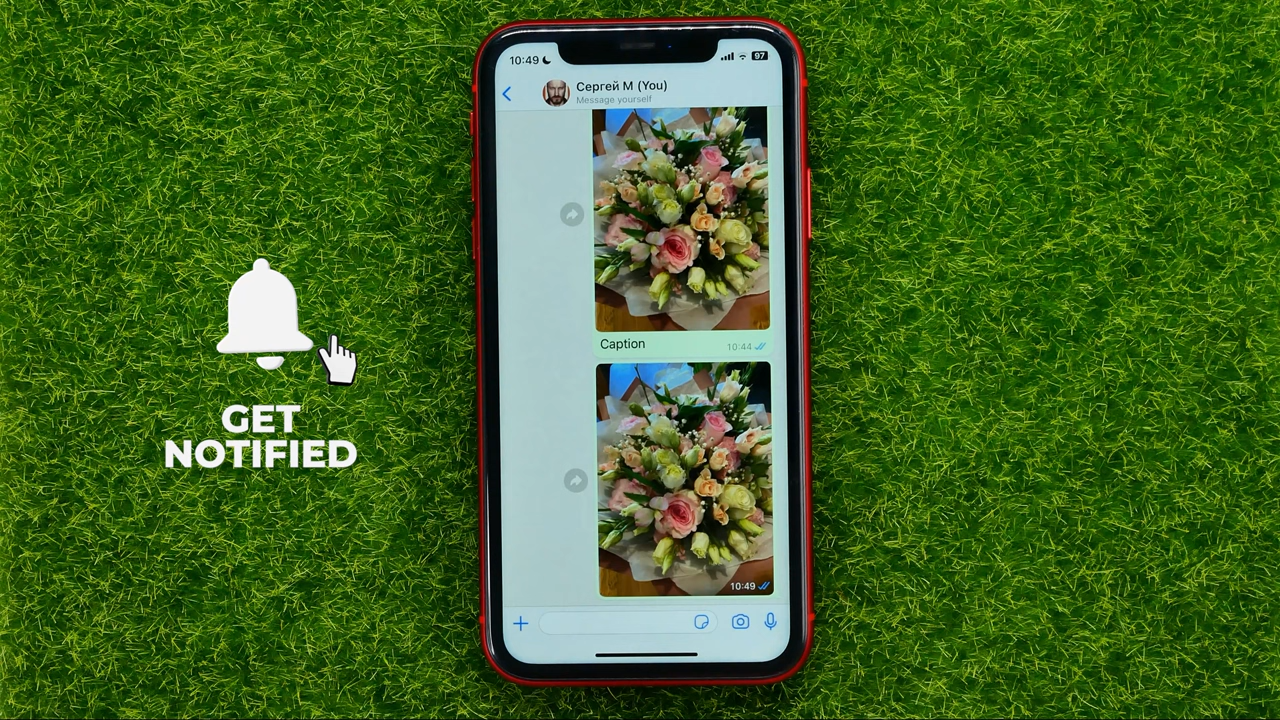 10:49
97
Сергей М (You)
Message yourself
Caption
10:44
10:49
GET
NOTIFIED